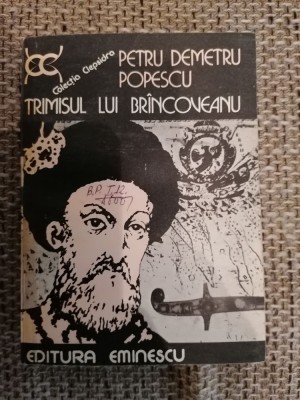 Colecția Clepsidra
PETRU DEMETRU
POPESCU
TRIMISUL LUI BRÎNCOVEANU
EDITURA EMINESCU